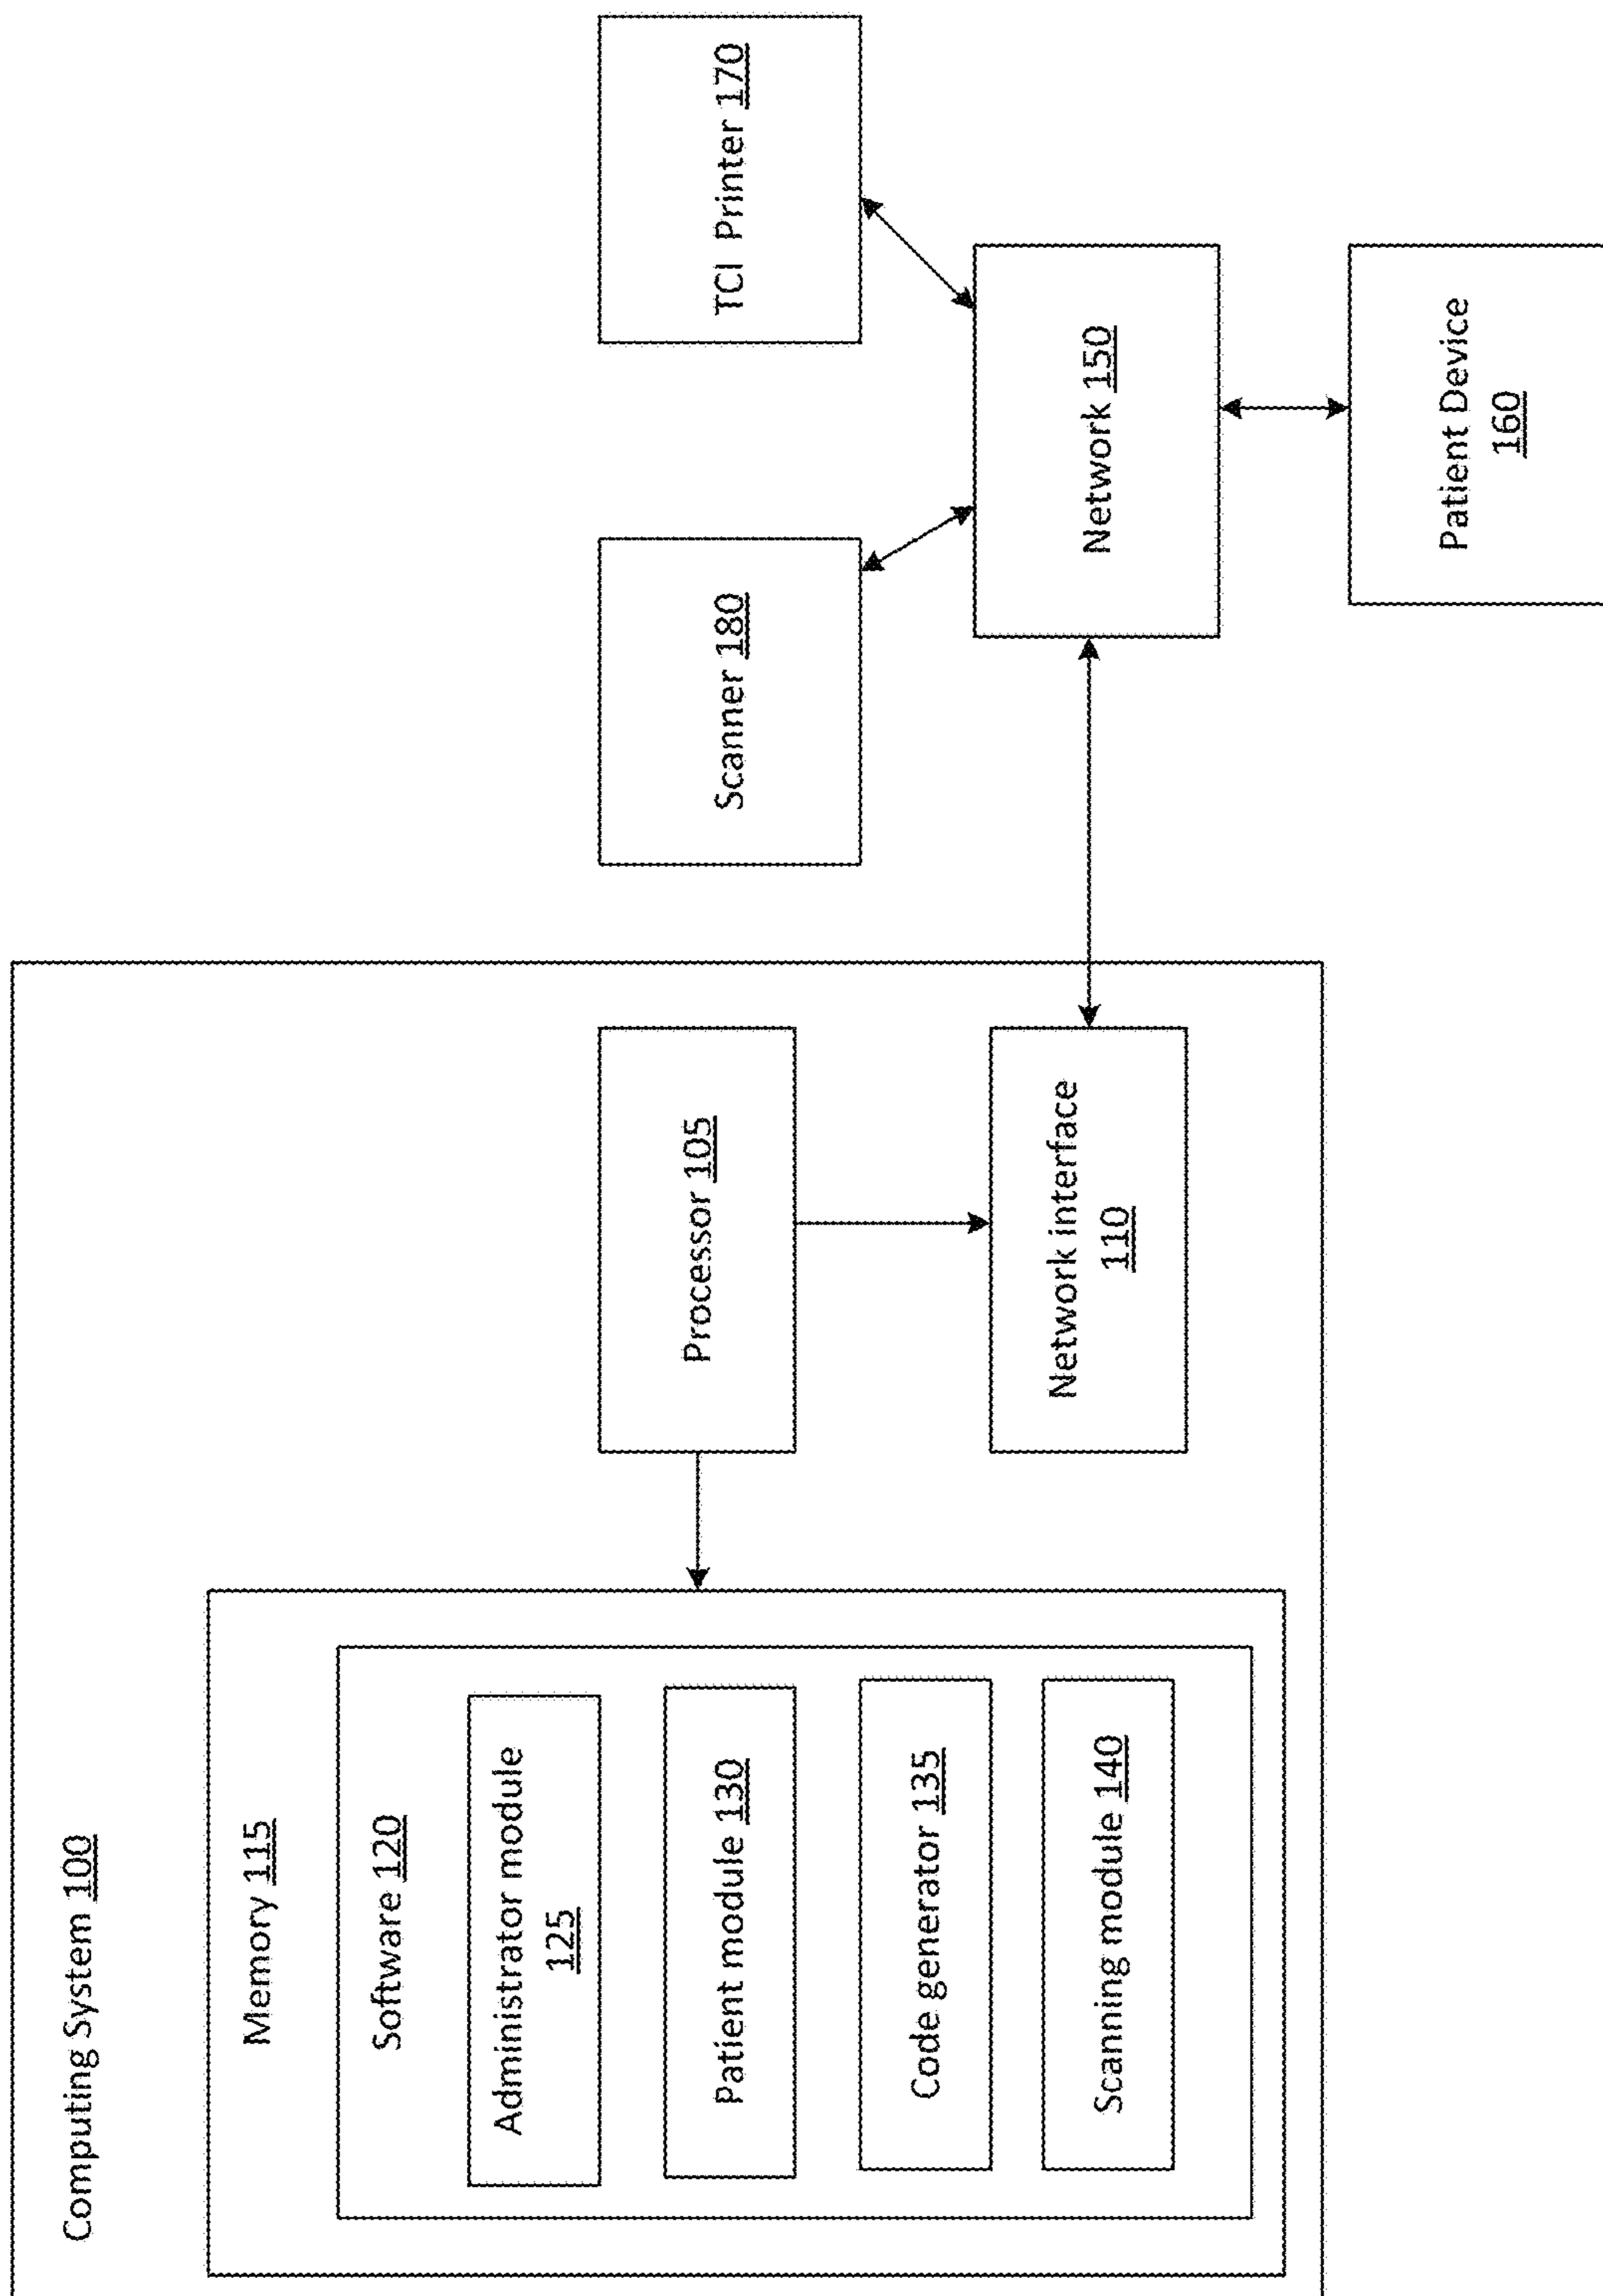 Computing System 100
Memory 115
Software 120
Administrator module
125
Patient module 130
Code generator 135
Scanning module 140
Processor 105
Network interface
110
Scanner 180
TCI Printer 170
Network 150
Patient Device
160